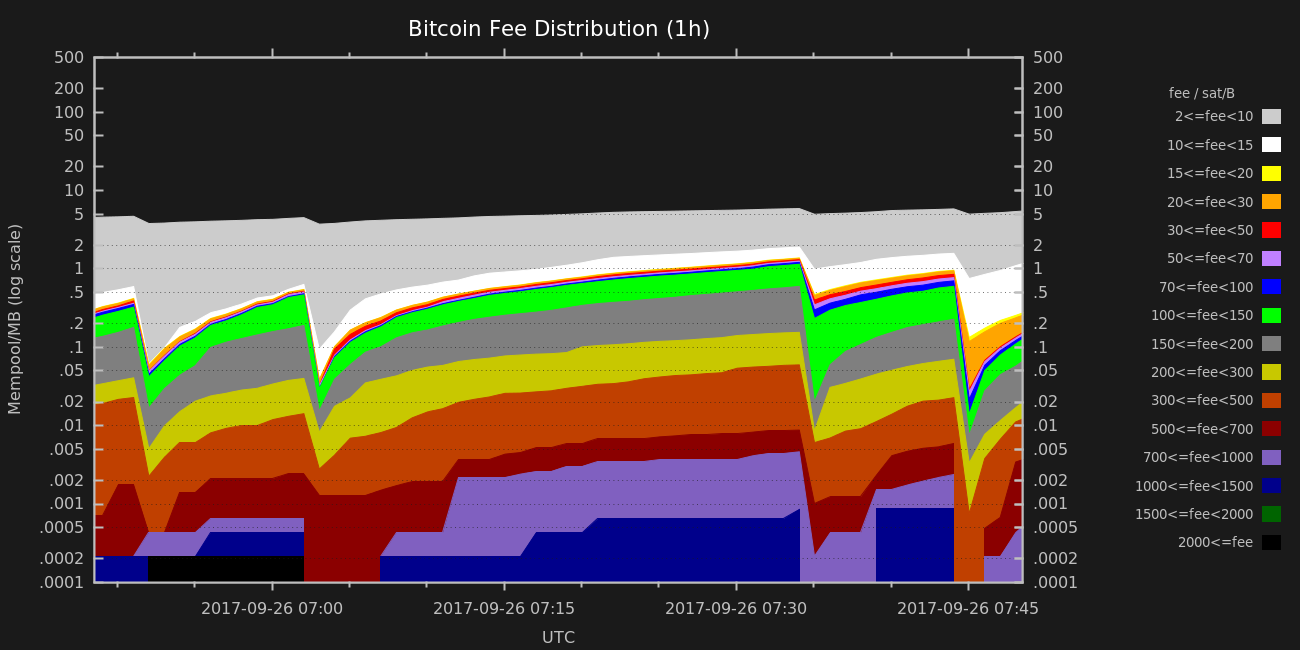 Bitcoin Fee Distribution (1h)
Mempool/MB (log scale)
500
200
100
50
20
10
5
2
1
.5
.2
.1
.05
.02
.01
.005
.002
.001
.0005
.0002
.0001
500
200
100
50
20
10
5
2
1
.5
.2
.1
.05
.02
.01
.005
.002
.001
.0005
.0002
.0001
2017-09-26 07:00 2017-09-26 07:15 2017-09-26 07:30 2017-09-26 07:45
UTC
fee / sat/B
2<=fee<10
10<=fee<15
15<=fee<20
20<=fee<30
30<=fee<50
50<=fee<70
70<=fee<100
100<=fee<150
150<=fee<200
200<=fee<300
300<=fee<500
500<=fee<700
700<=fee<1000
1000<=fee<1500
1500<=fee<2000
2000<=fee